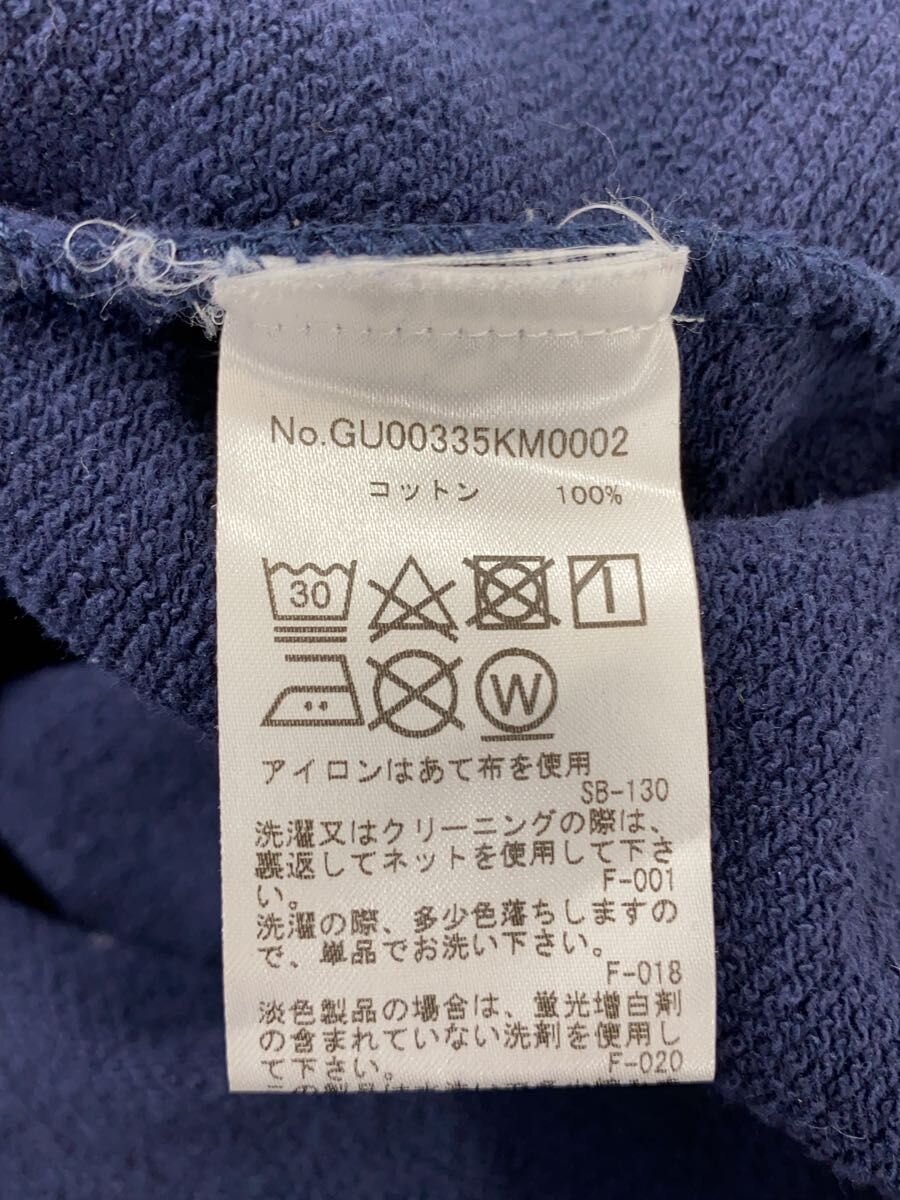 No.GU00335KM0002
コットン 100%
30
W
アイロンはあて布を使用
SB-130
洗濯又はクリーニングの際は、
裏返してネットを使用して下さ
い。 F-001
洗濯の際、多少色落ちしますの
で、単品でお洗い下さい。
F-018
淡色製品の場合は、蛍光増白剤
の含まれていない洗剤を使用し
て下さい。 F-020